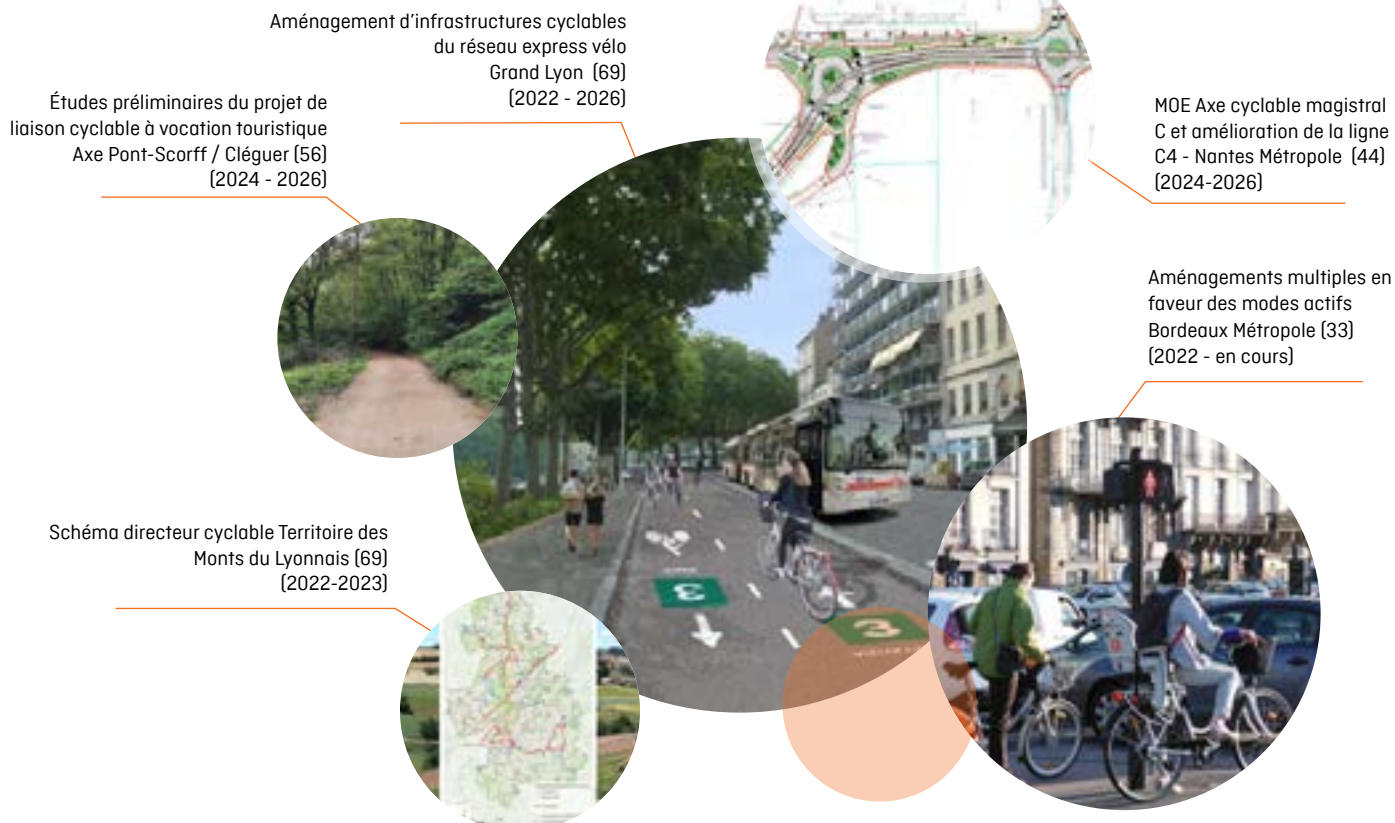 Aménagement d'infrastructures cyclables
du réseau express vélo
Grand Lyon (69)
(2022 - 2026)
Études préliminaires du projet de
liaison cyclable à vocation touristique
Axe Pont-Scorff / Cléguer (56)
(2024 - 2026)
MOE Axe cyclable magistral
C et amélioration de la ligne
C4 - Nantes Métropole (44)
(2024-2026)
Aménagements multiples en
faveur des modes actifs
Bordeaux Métropole (33)
(2022 - en cours)
Schéma directeur cyclable Territoire des
Monts du Lyonnais (69)
(2022-2023)
3
3